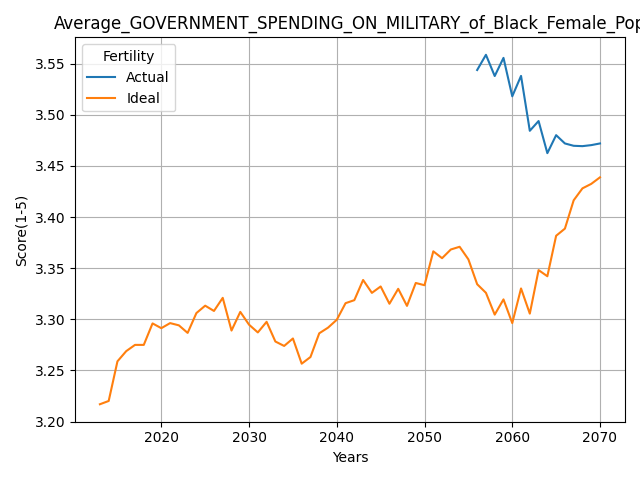 Average_GOVERNMENT_SPENDING_ON_MILITARY_of_Black_Female_Pop
Fertility
Actual
Ideal
Score(1-5)
3.55
3.50
3.45
3.40
3.35
3.30
3.25
3.20
2020 2030 2040 2050 2060 2070
Years